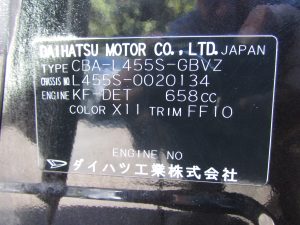 DAIHATSU MOTOR CO., LTD. JAPAN
TYPE CBA-L455S-GBVZ
CHASSIS NO L455S-0020134
ENGINE KF-DET 658cc
COLOR X11 TRIM FF10
ENGINE NO
ダイハツ工業株式会社